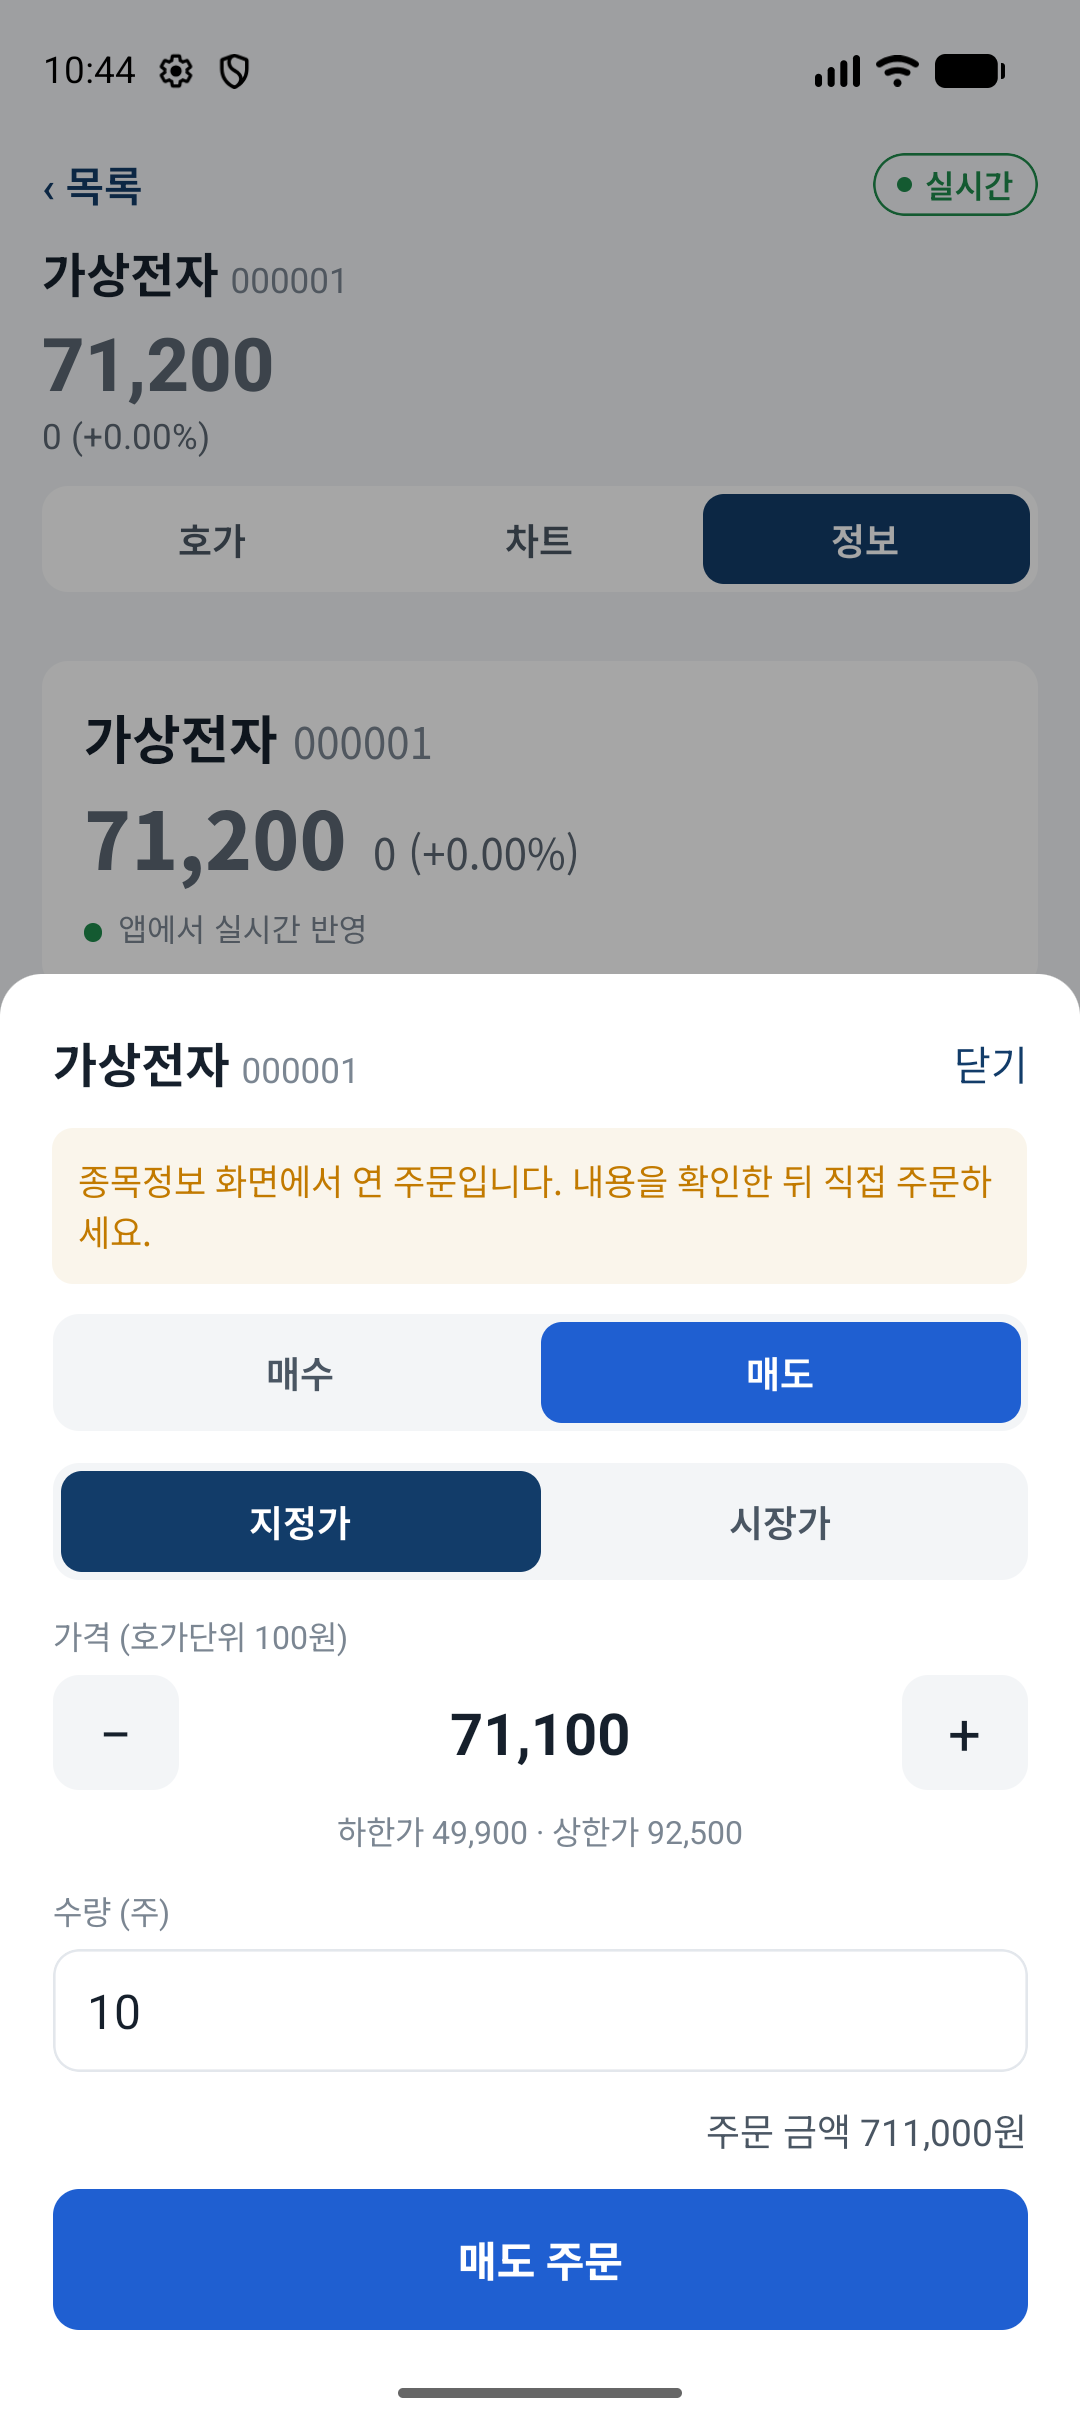 10:44
‹ 목록
실시간
가상전자 000001
71,200
0 (+0.00%)
호가 차트 정보
가상전자 000001
71,200 0 (+0.00%)
앱에서 실시간 반영
가상전자 000001 닫기
종목정보 화면에서 연 주문입니다. 내용을 확인한 뒤 직접 주문하
세요.
매수 매도
지정가 시장가
가격 (호가단위 100원)
− 71,100 +
하한가 49,900 · 상한가 92,500
수량 (주)
10
주문 금액 711,000원
매도 주문